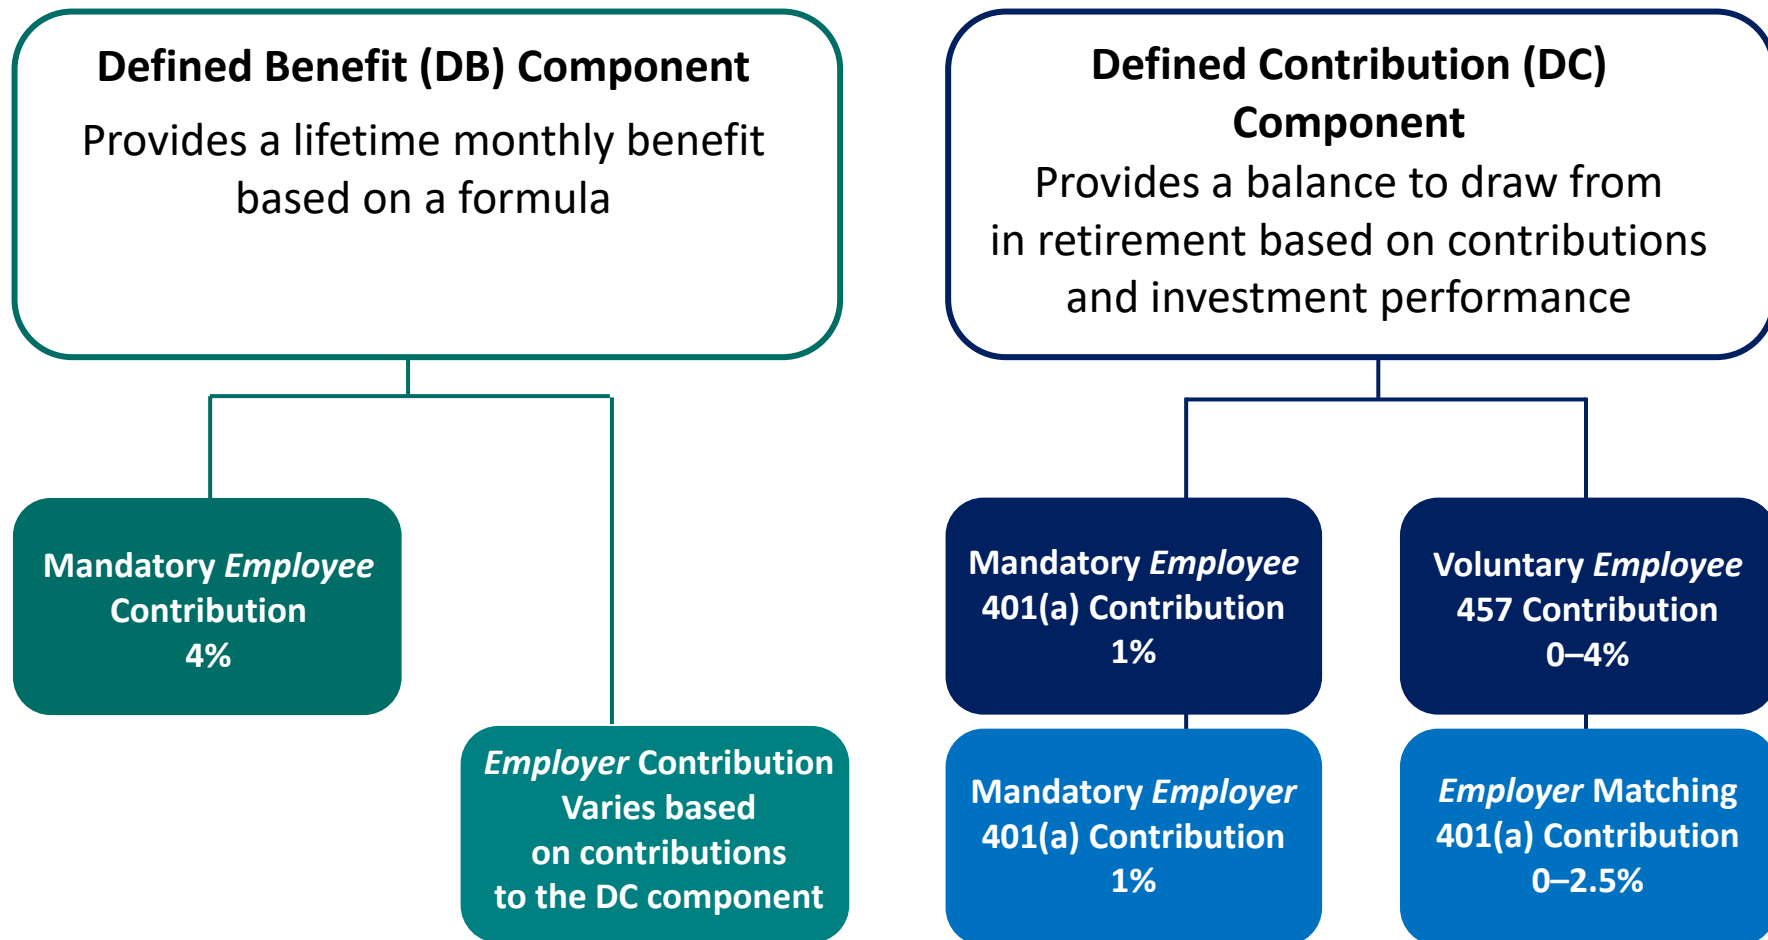 Defined Benefit (DB) Component
Provides a lifetime monthly benefit
based on a formula
Defined Contribution (DC)
Component
Provides a balance to draw from
in retirement based on contributions
and investment performance
Mandatory Employee
Contribution
4%
Employer Contribution
Varies based
on contributions
to the DC component
Mandatory Employee
401(a) Contribution
1%
Voluntary Employee
457 Contribution
0–4%
Mandatory Employer
401(a) Contribution
1%
Employer Matching
401(a) Contribution
0–2.5%